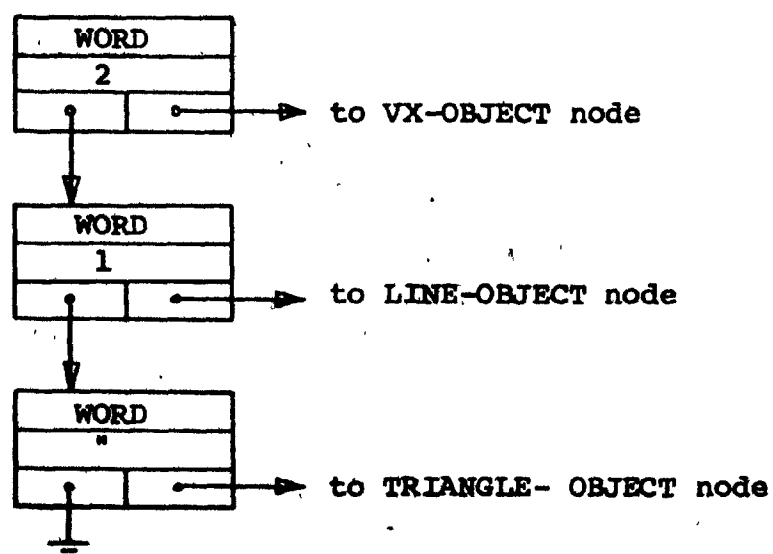 WORD
2
to VX-OBJECT node
WORD
1
to LINE-OBJECT node
WORD
"
to TRIANGLE- OBJECT node